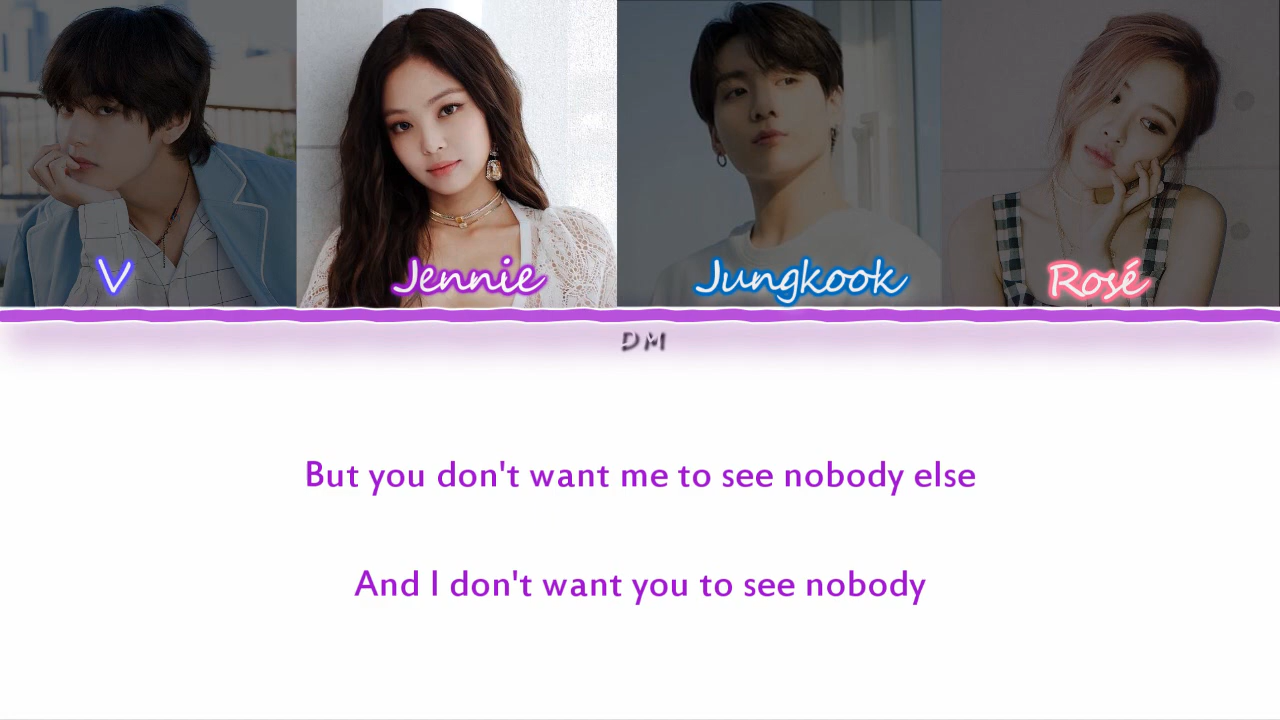 V
Jennie
Jungkook
Rosé
DM
But you don't want me to see nobody else
And I don't want you to see nobody